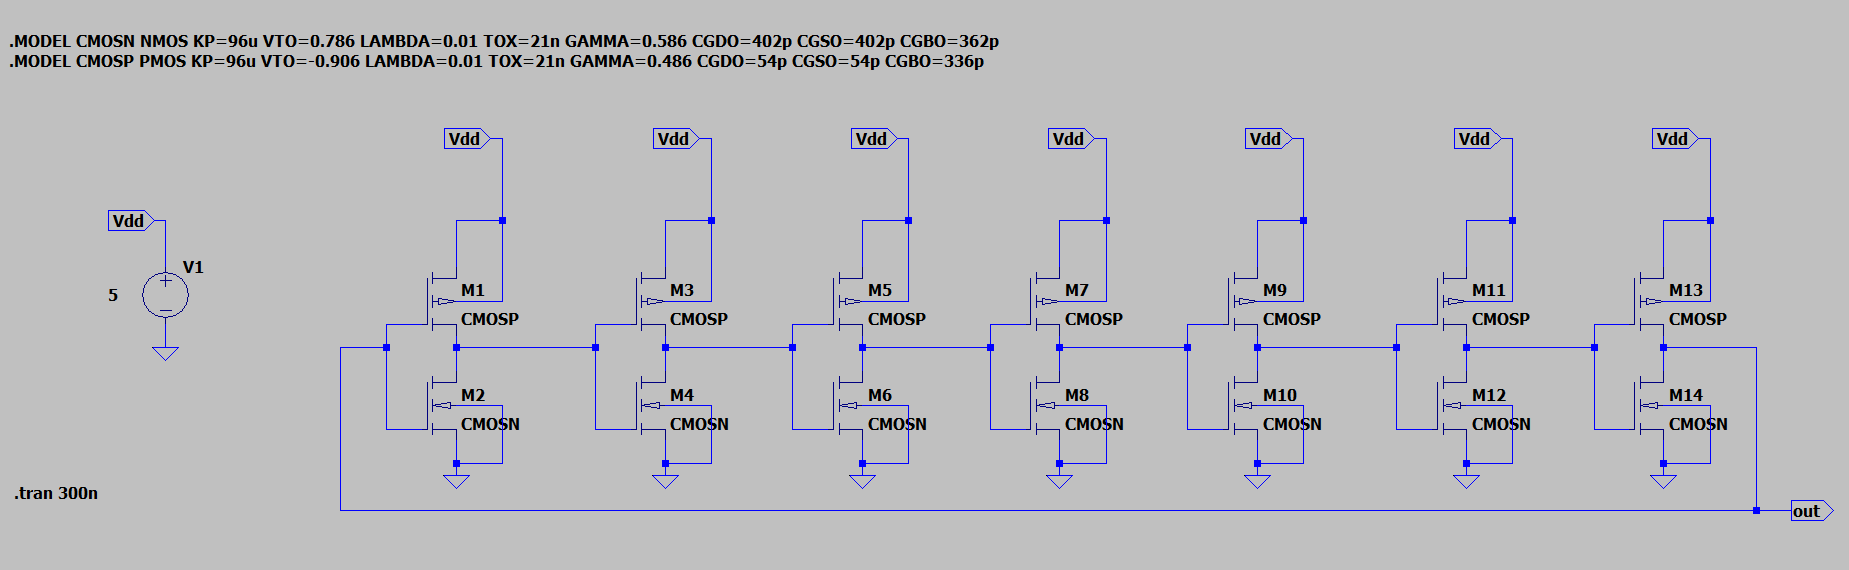 .MODEL CMOSN NMOS KP=96u VTO=0.786 LAMBDA=0.01 TOX=21n GAMMA=0.586 CGDO=402p CGSO=402p CGBO=362p
.MODEL CMOSP PMOS KP=96u VTO=-0.906 LAMBDA=0.01 TOX=21n GAMMA=0.486 CGDO=54p CGSO=54p CGBO=336p
Vdd Vdd Vdd Vdd Vdd Vdd Vdd
Vdd
V1
5
M1 M3 M5 M7 M9 M11 M13
CMOSP CMOSP CMOSP CMOSP CMOSP CMOSP CMOSP
M2 M4 M6 M8 M10 M12 M14
CMOSN CMOSN CMOSN CMOSN CMOSN CMOSN CMOSN
.tran 300n
out